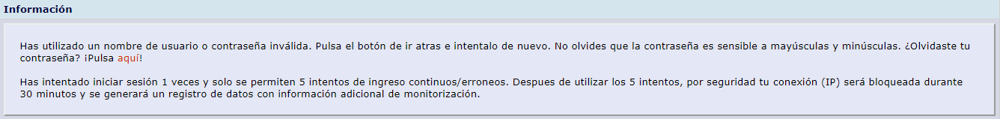 Información
Has utilizado un nombre de usuario o contraseña inválida. Pulsa el botón de ir atras e intentalo de nuevo. No olvides que la contraseña es sensible a mayúsculas y minúsculas. ¿Olvidaste tu
contraseña? ¡Pulsa aquí!
Has intentado iniciar sesión 1 veces y solo se permiten 5 intentos de ingreso continuos/erroneos. Despues de utilizar los 5 intentos, por seguridad tu conexión (IP) será bloqueada durante
30 minutos y se generará un registro de datos con información adicional de monitorización.